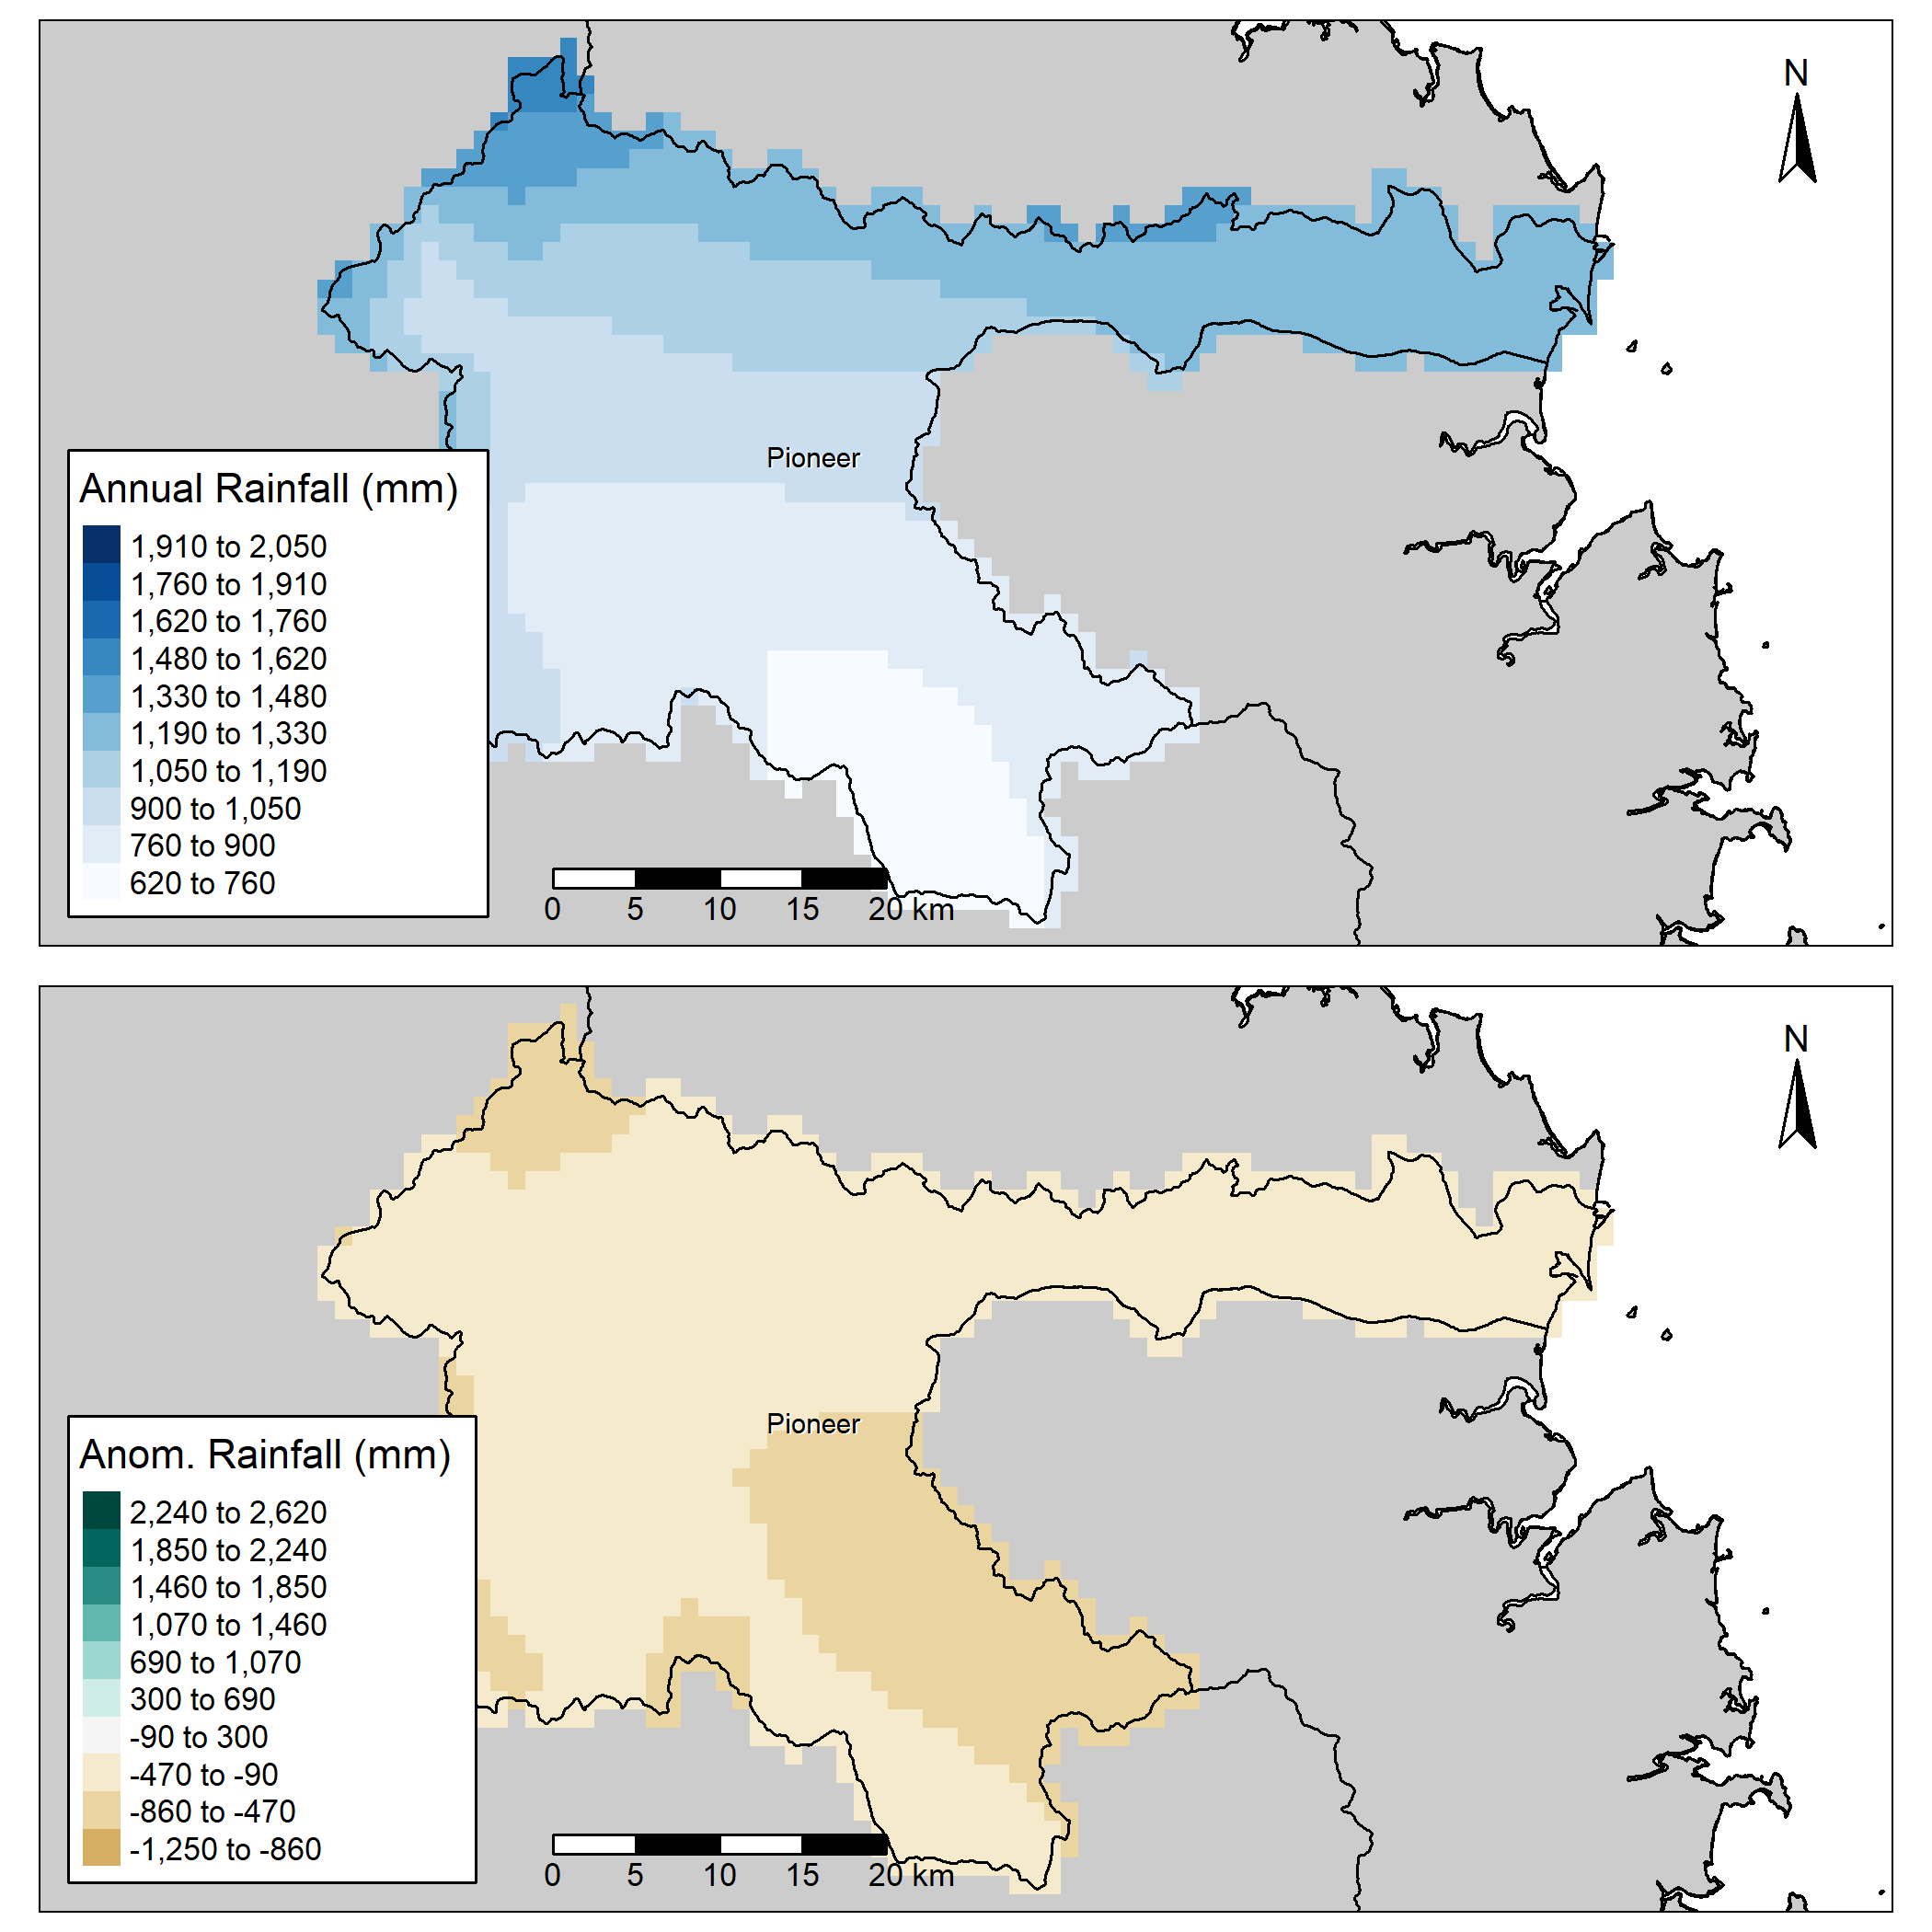 N
Pioneer
Annual Rainfall (mm)
1,910 to 2,050
1,760 to 1,910
1,620 to 1,760
1,480 to 1,620
1,330 to 1,480
1,190 to 1,330
1,050 to 1,190
900 to 1,050
760 to 900
620 to 760
0 5 10 15 20 km
N
Pioneer
Anom. Rainfall (mm)
2,240 to 2,620
1,850 to 2,240
1,460 to 1,850
1,070 to 1,460
690 to 1,070
300 to 690
-90 to 300
-470 to -90
-860 to -470
-1,250 to -860
0 5 10 15 20 km